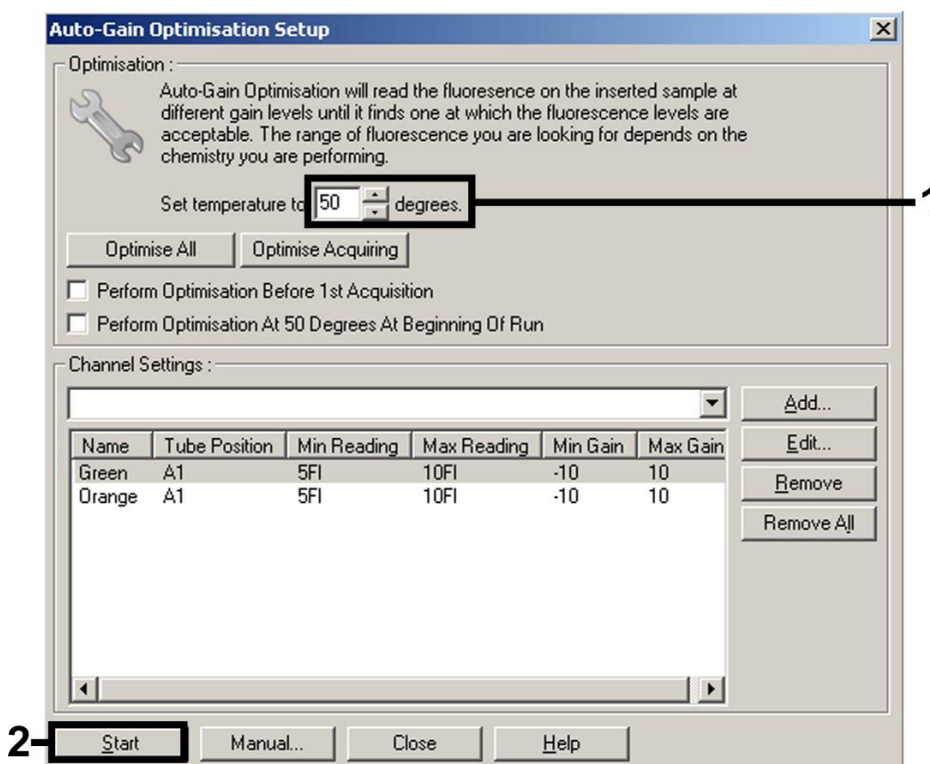 Auto-Gain Optimisation Setup
Optimisation :
Auto-Gain Optimisation will read the fluoresence on the inserted sample at
different gain levels until it finds one at which the fluorescence levels are
acceptable. The range of fluorescence you are looking for depends on the
chemistry you are performing.
Set temperature to 50 degrees.
1
Optimise All Optimise Acquiring
Perform Optimisation Before 1st Acquisition
Perform Optimisation At 50 Degrees At Beginning Of Run
Channel Settings :
Add...
Name Tube Position Min Reading Max Reading Min Gain Max Gain
Edit...
Green A1 5Fl 10Fl -10 10
Remove
Orange A1 5Fl 10Fl -10 10
Remove All
2
Start Manual... Close Help